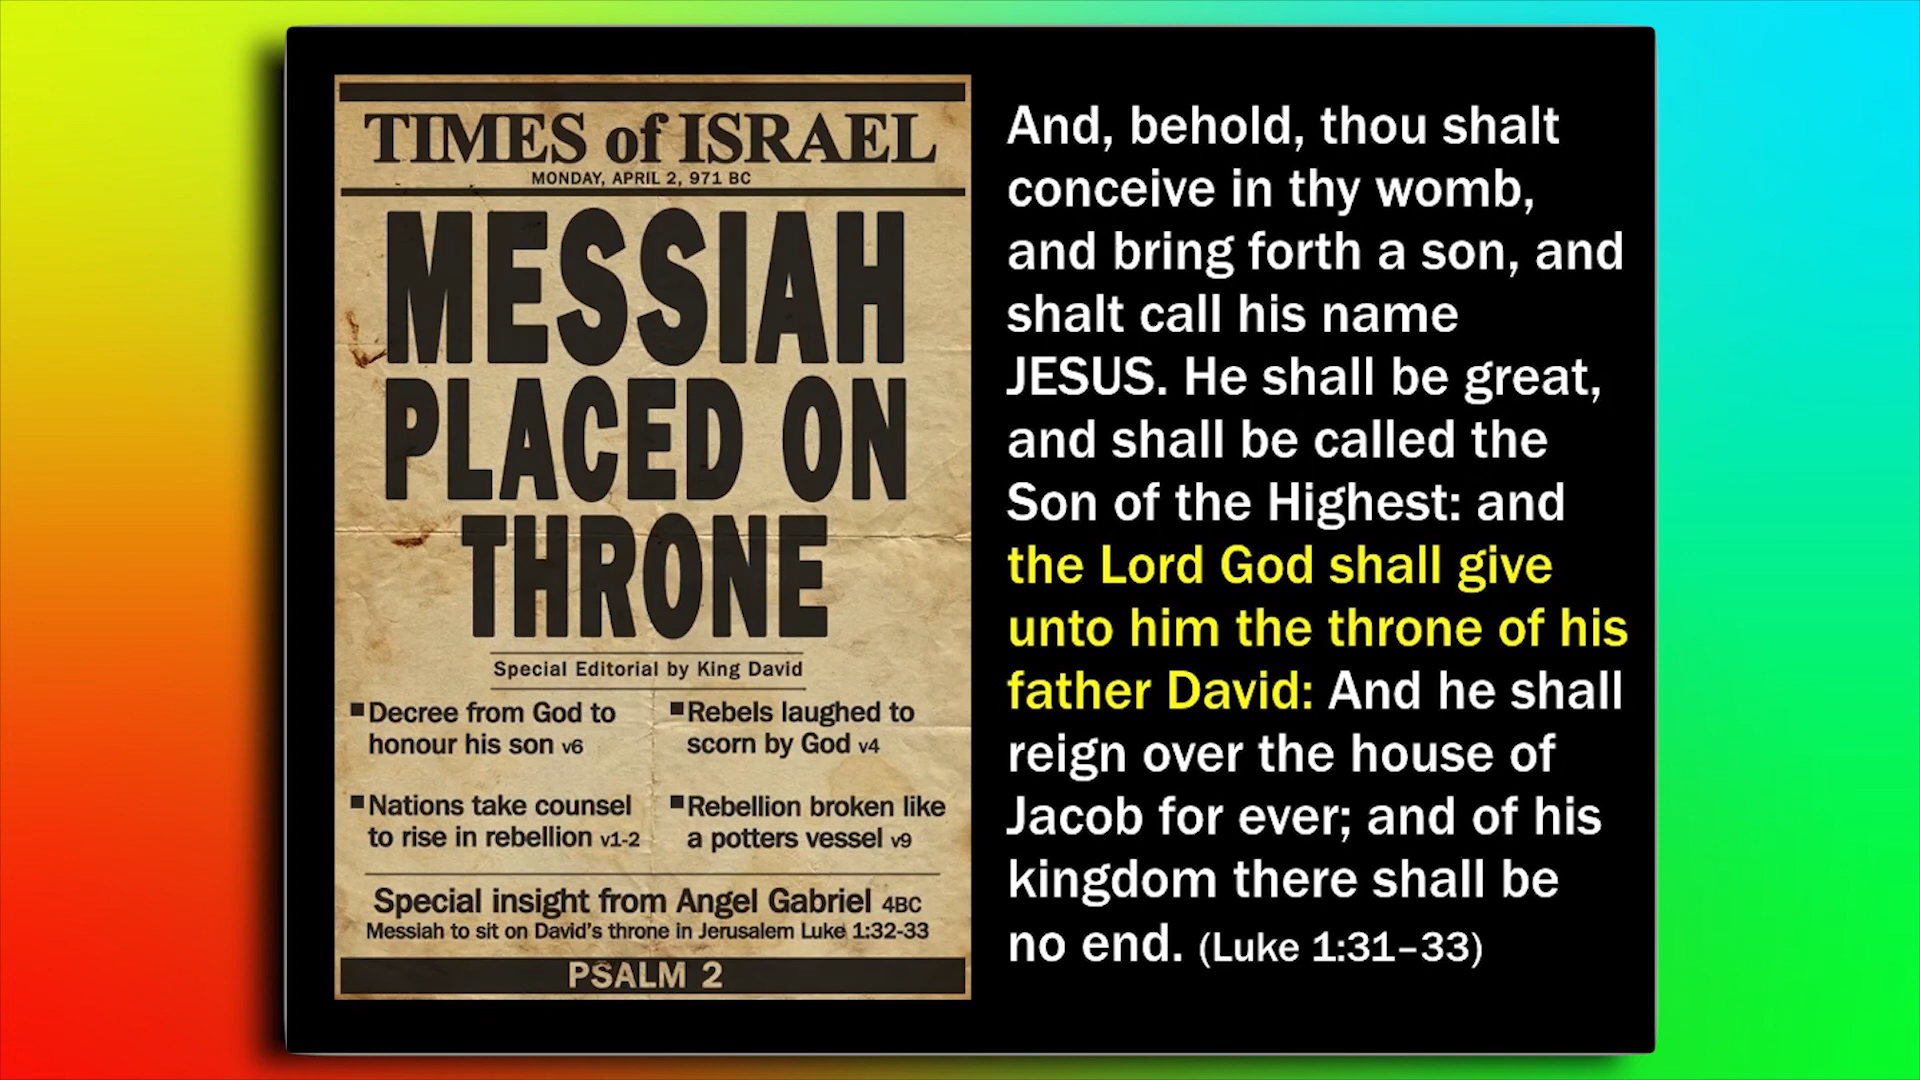 TIMES of ISRAEL
MONDAY, APRIL 2, 971 BC
MESSIAH
PLACED ON
THRONE
Special Editorial by King David
■Decree from God to
honour his son v6
■Nations take counsel
to rise in rebellion v1-2
■Rebels laughed to
scorn by God v4
■Rebellion broken like
a potters vessel v9
Special insight from Angel Gabriel 4BC
Messiah to sit on David's throne in Jerusalem Luke 1:32-33
PSALM 2
And, behold, thou shalt
conceive in thy womb,
and bring forth a son, and
shalt call his name
JESUS. He shall be great,
and shall be called the
Son of the Highest: and
the Lord God shall give
unto him the throne of his
father David: And he shall
reign over the house of
Jacob for ever; and of his
kingdom there shall be
no end. (Luke 1:31–33)